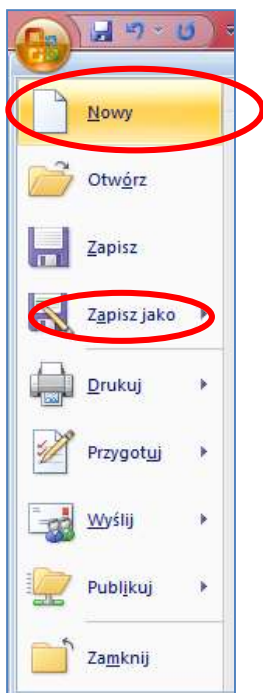 Nowy
Otwórz
Zapisz
Zapisz jako
Drukuj
Przygotuj
Wyślij
Publikuj
Zamknij